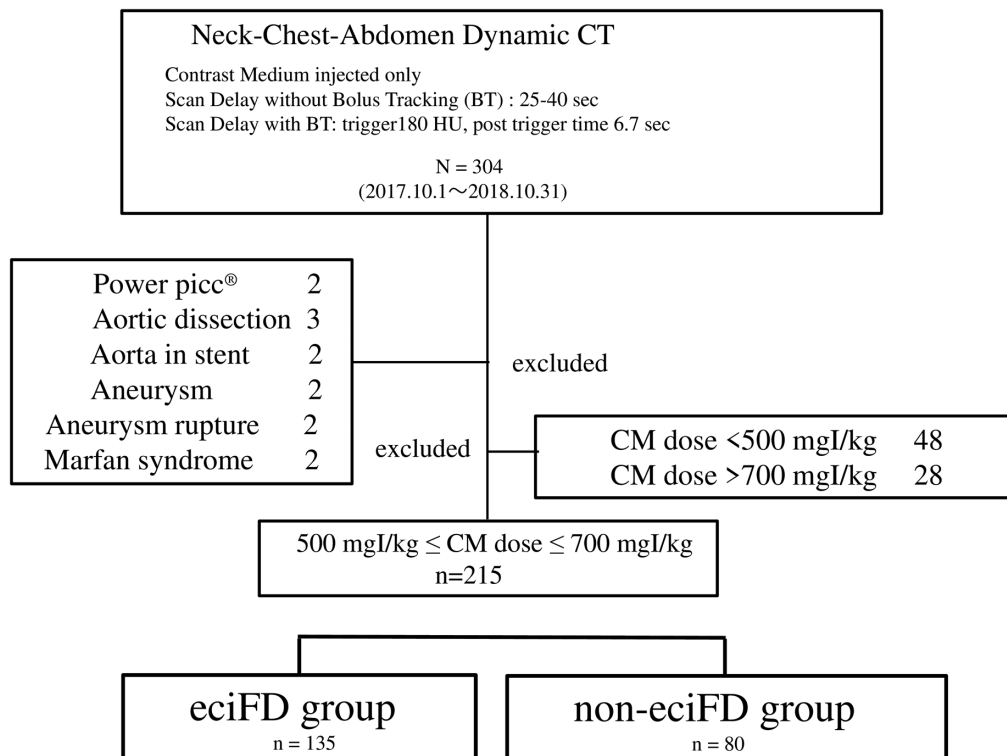 Neck-Chest-Abdomen Dynamic CT
Contrast Medium injected only
Scan Delay without Bolus Tracking (BT) : 25-40 sec
Scan Delay with BT: trigger180 HU, post trigger time 6.7 sec
N = 304
(2017.10.1～2018.10.31)
Power picc® 2
Aortic dissection 3
Aorta in stent 2
Aneurysm 2
Aneurysm rupture 2
Marfan syndrome 2
excluded
excluded
CM dose <500 mgI/kg 48
CM dose >700 mgI/kg 28
500 mgI/kg ≤ CM dose ≤ 700 mgI/kg
n=215
eciFD group
n = 135
non-eciFD group
n = 80